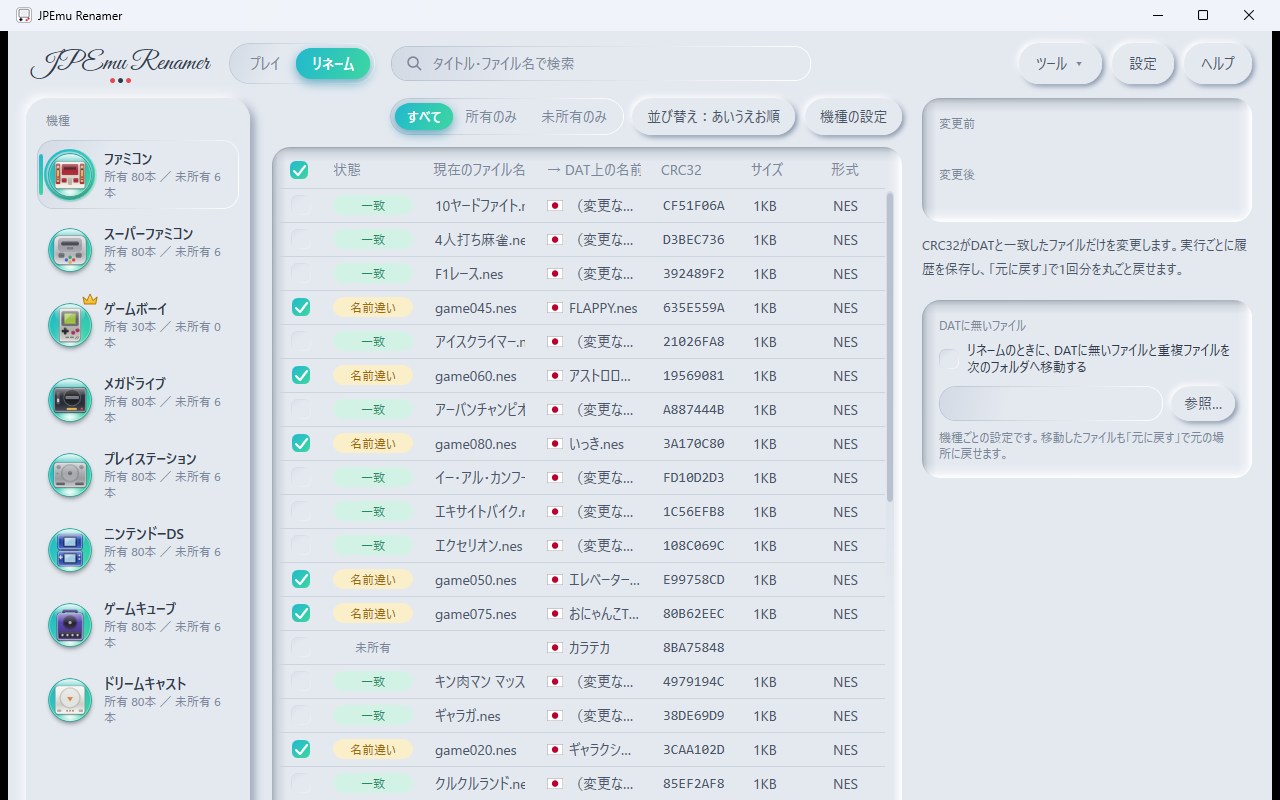 JPEmu Renamer
JPEmu Renamer
プレイ
リネーム
タイトル・ファイル名で検索
ツール ▾
設定
ヘルプ
機種
ファミコン
所有 80本 ／ 未所有 6
本
スーパーファミコン
所有 80本 ／ 未所有 6
本
ゲームボーイ
所有 30本 ／ 未所有 0
本
メガドライブ
所有 80本 ／ 未所有 6
本
プレイステーション
所有 80本 ／ 未所有 6
本
ニンテンドーDS
所有 80本 ／ 未所有 6
本
ゲームキューブ
所有 80本 ／ 未所有 6
本
ドリームキャスト
所有 80本 ／ 未所有 6
本
すべて 所有のみ 未所有のみ 並び替え：あいうえお順 機種の設定
状態 現在のファイル名 → DAT上の名前 CRC32 サイズ 形式
一致 10ヤードファイト.r （変更な... CF51F06A 1KB NES
一致 4人打ち麻雀.ne （変更な... D3BEC736 1KB NES
一致 F1レース.nes （変更な... 392489F2 1KB NES
名前違い game045.nes FLAPPY.nes 635E559A 1KB NES
一致 アイスクライマー.n （変更な... 21026FA8 1KB NES
名前違い game060.nes アストロロ... 19569081 1KB NES
一致 アーバンチャンピオ （変更な... A887444B 1KB NES
名前違い game080.nes いっき.nes 3A170C80 1KB NES
一致 イー・アル・カンフー （変更な... FD10D2D3 1KB NES
一致 エキサイトバイク.r （変更な... 1C56EFB8 1KB NES
一致 エクセリオン.nes （変更な... 108C069C 1KB NES
名前違い game050.nes エレベーター... E99758CD 1KB NES
名前違い game075.nes おにゃんこT... 80B62EEC 1KB NES
未所有 カラテカ 8BA75848
一致 キン肉マン マッス （変更な... 4979194C 1KB NES
一致 ギャラガ.nes （変更な... 38DE69D9 1KB NES
名前違い game020.nes ギャラクシ... 3CAA102D 1KB NES
一致 クルクルランド.ne （変更な... 85EF2AF8 1KB NES
変更前
変更後
CRC32がDATと一致したファイルだけを変更します。実行ごとに履
歴を保存し、「元に戻す」で1回分を丸ごと戻せます。
DATに無いファイル
リネームのときに、DATに無いファイルと重複ファイルを
次のフォルダへ移動する
参照...
機種ごとの設定です。移動したファイルも「元に戻す」で元の場
所に戻せます。